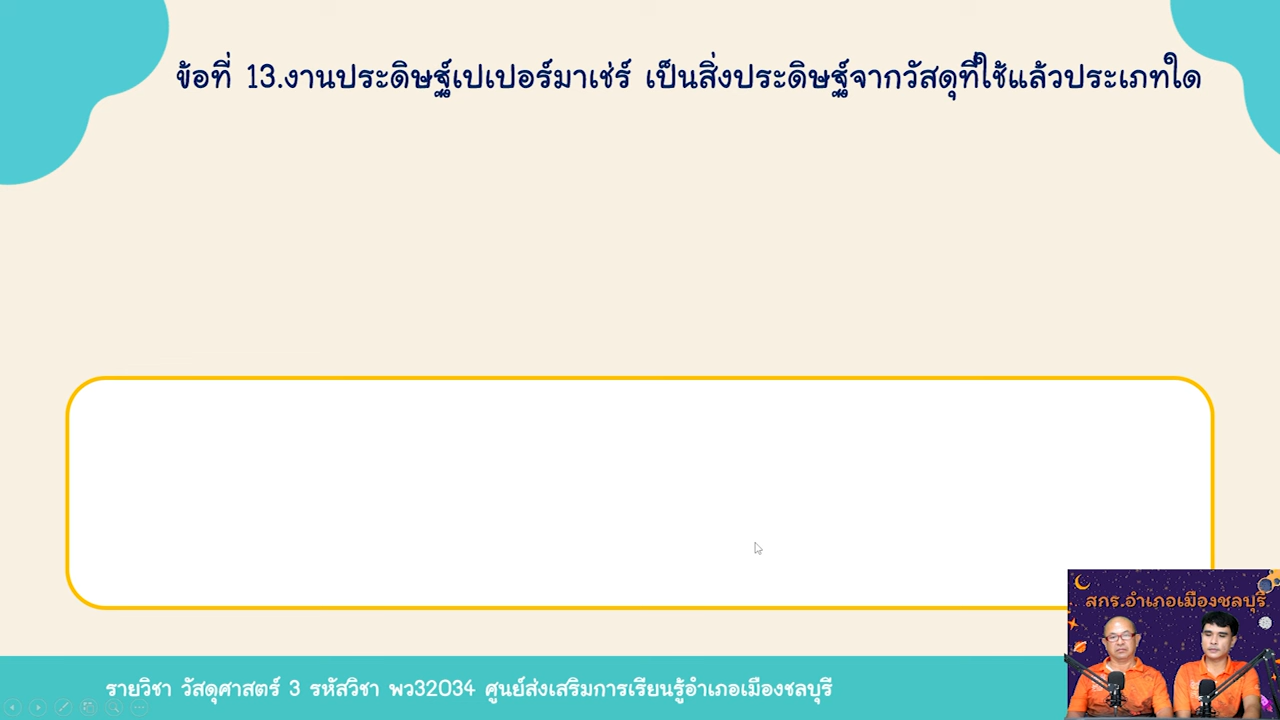 ข้อที่ 13.งานประดิษฐ์เปเปอร์มาเช่ร์ เป็นสิ่งประดิษฐ์จากวัสดุที่ใช้แล้วประเภทใด
สกร.อำเภอเมืองชลบุรี
รายวิชา วัสดุศาสตร์ 3 รหัสวิชา พว32034 ศูนย์ส่งเสริมการเรียนรู้อำเภอเมืองชลบุรี